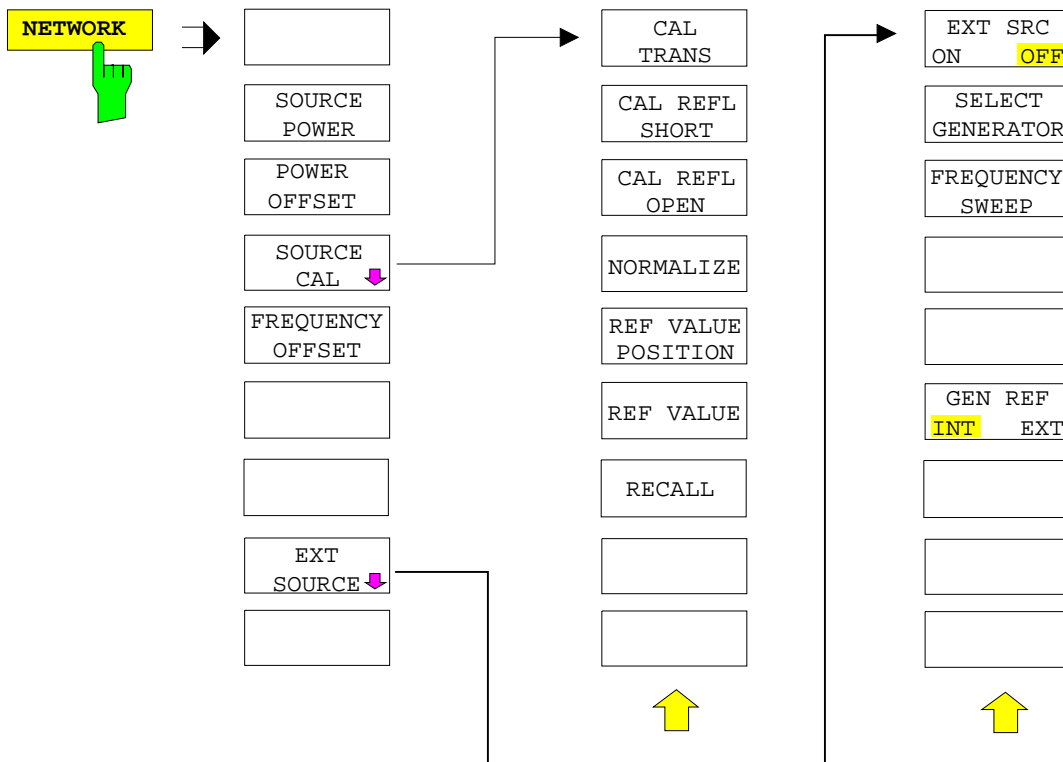 NETWORK
SOURCE
POWER
POWER
OFFSET
SOURCE
CAL
FREQUENCY
OFFSET
EXT
SOURCE
CAL
TRANS
CAL REFL
SHORT
CAL REFL
OPEN
NORMALIZE
REF VALUE
POSITION
REF VALUE
RECALL
EXT SRC
ON OFF
SELECT
GENERATOR
FREQUENCY
SWEEP
GEN REF
INT EXT